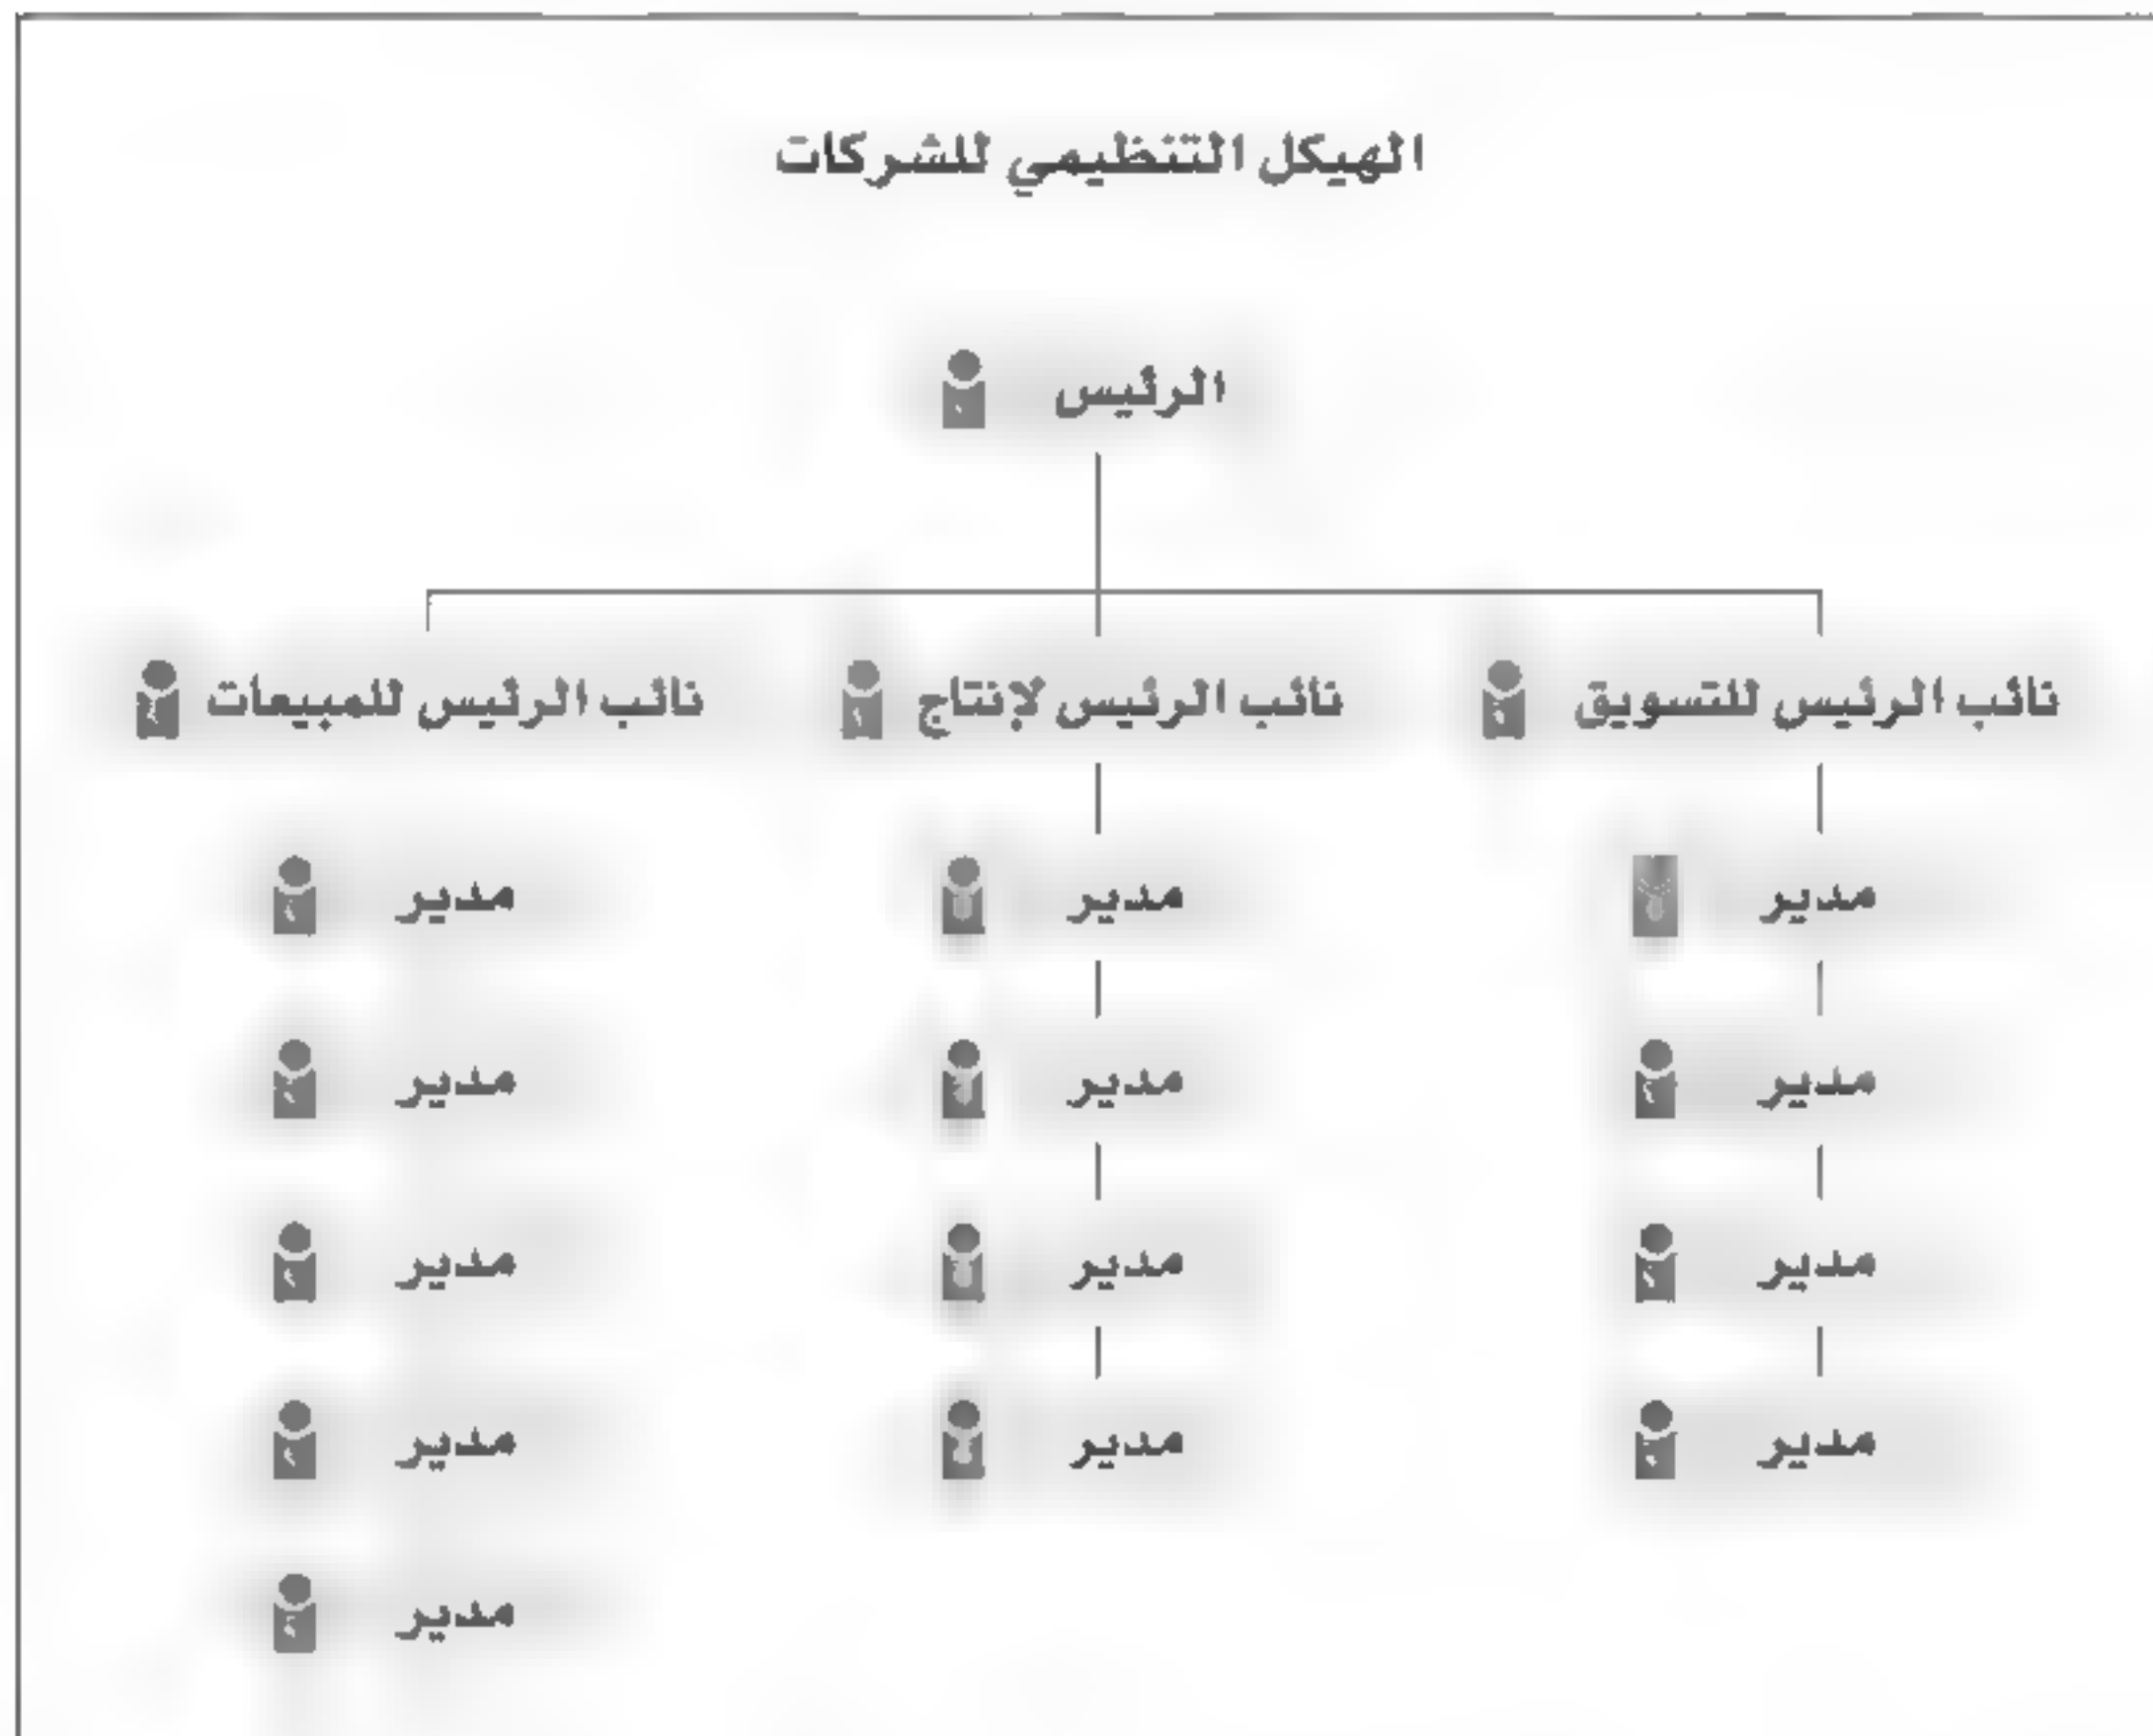 الهيكل التنظيمي للشركات
الرئيس
نائب الرئيس للتسويق
نائب الرئيس لإنتاج
نائب الرئيس للمبيعات
مدير
مدير
مدير
مدير
مدير
مدير
مدير
مدير
مدير
مدير
مدير
مدير
مدير